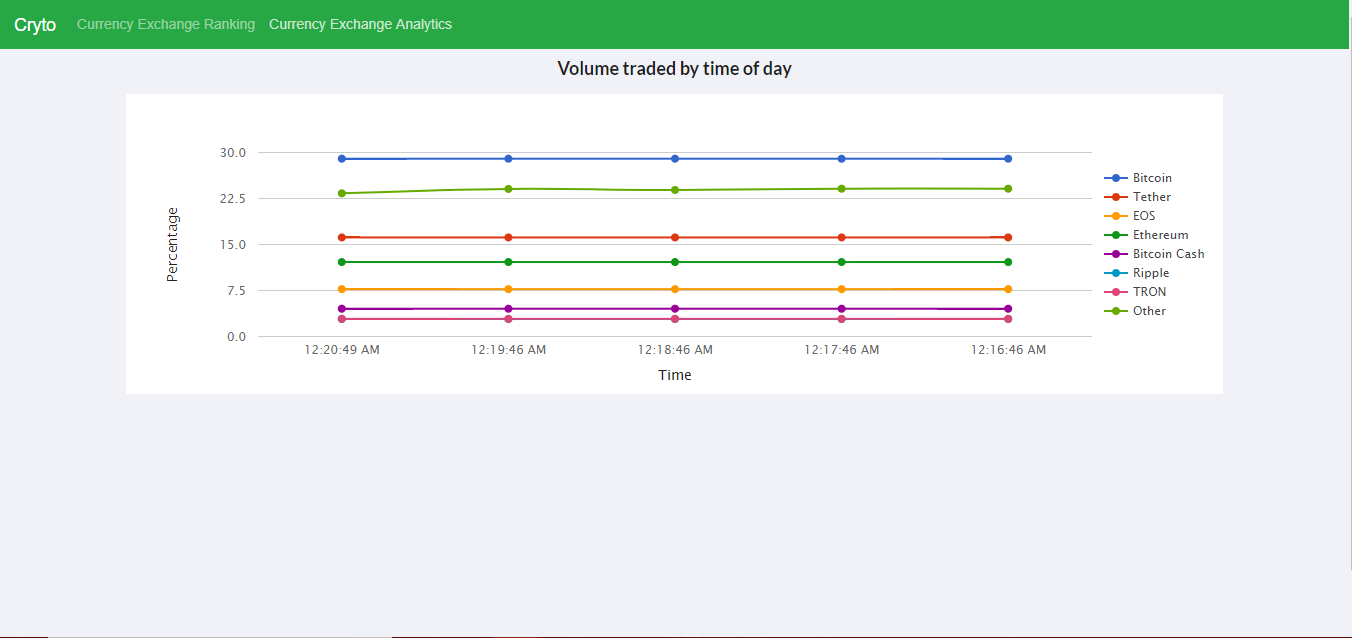 Cryto Currency Exchange Ranking Currency Exchange Analytics
Volume traded by time of day
30.0
22.5
15.0
7.5
0.0
Percentage
12:20:49 AM 12:19:46 AM 12:18:46 AM 12:17:46 AM 12:16:46 AM
Time
Bitcoin
Tether
EOS
Ethereum
Bitcoin Cash
Ripple
TRON
Other